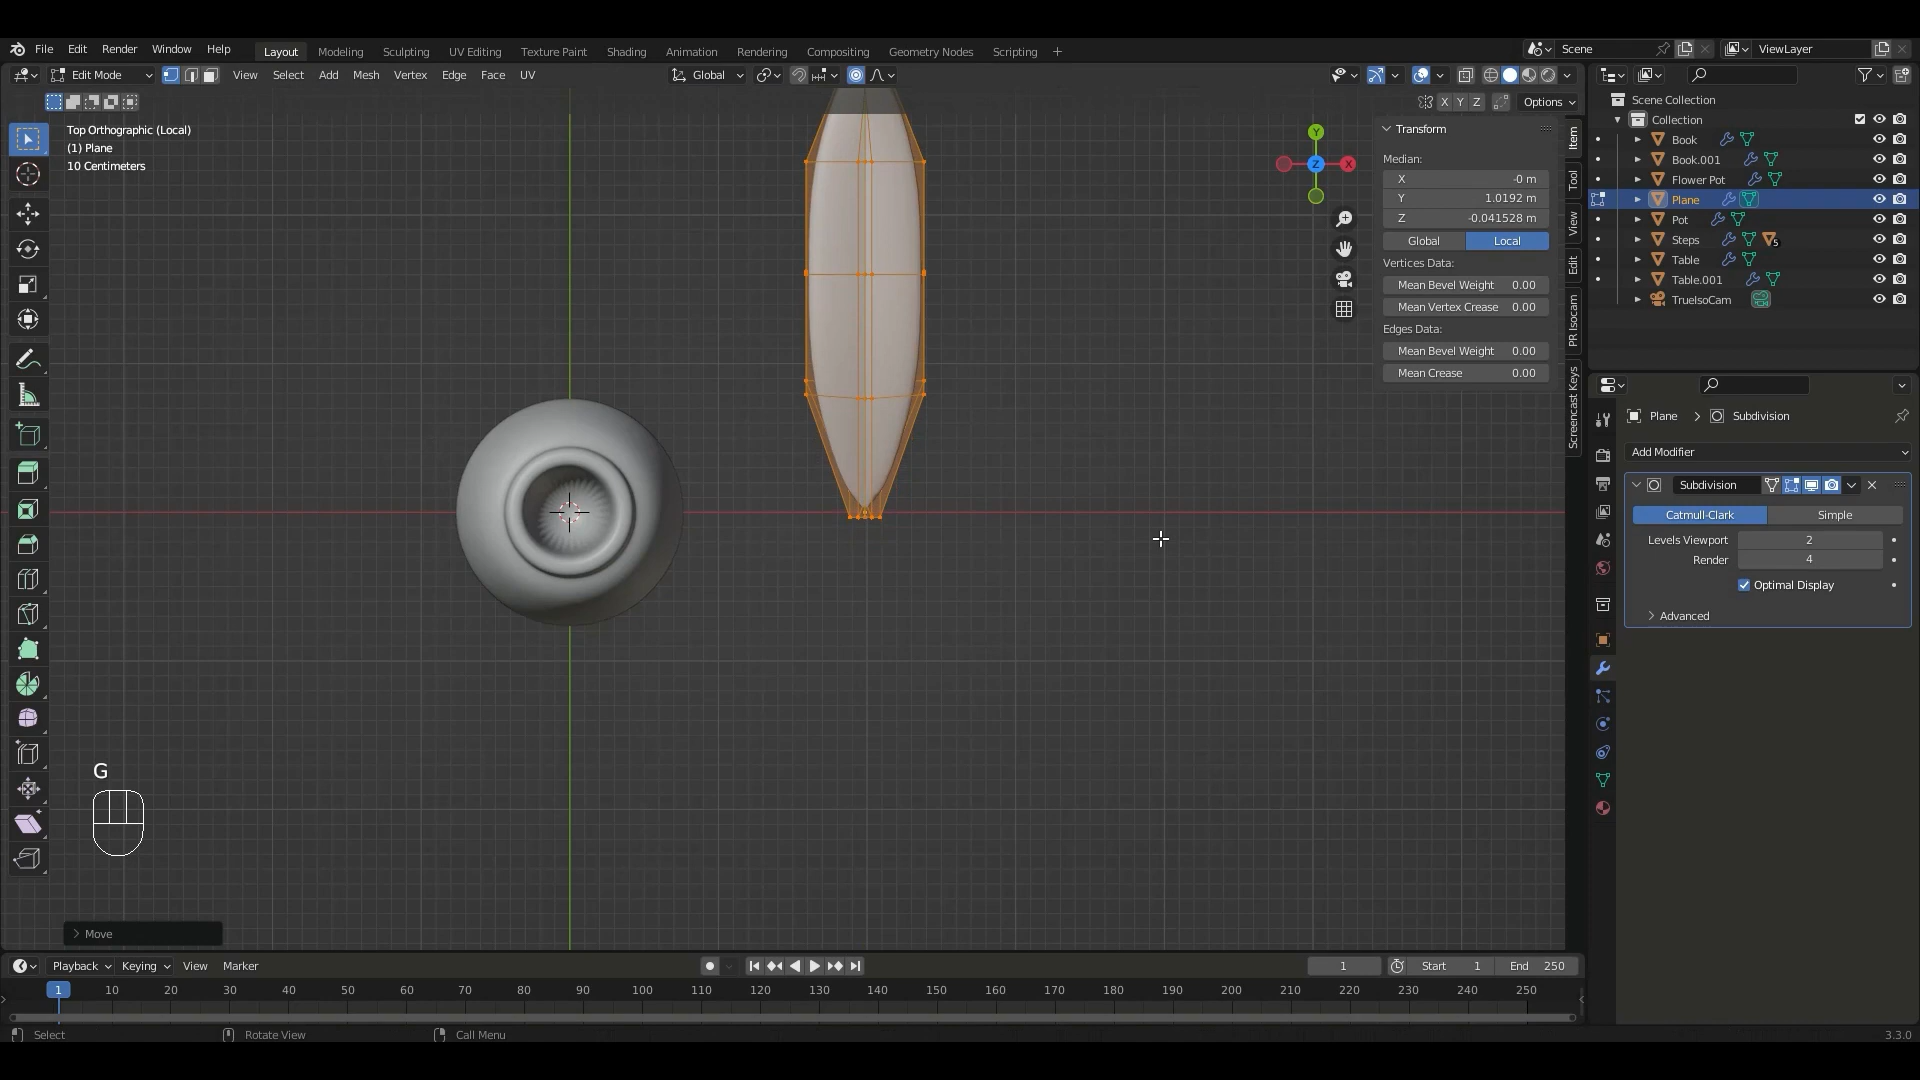 File Edit Render Window Help Layout Modeling Sculpting UV Editing Texture Paint Shading Animation Rendering Compositing Geometry Nodes Scripting + Scene ViewLayer
Edit Mode View Select Add Mesh Vertex Edge Face UV Global
X Y Z Options
Top Orthographic (Local)
(1) Plane
10 Centimeters
Y
X
Z
Transform
Median:
X -0 m
Y 1.0192 m
Z -0.041528 m
Global Local
Vertices Data:
Mean Bevel Weight 0.00
Mean Vertex Crease 0.00
Edges Data:
Mean Bevel Weight 0.00
Mean Crease 0.00
Item
Tool
View
Edit
PR Isocam
Screencast Keys
Scene Collection
Collection
Book
Book.001
Flower Pot
Plane
Pot
Steps 5
Table
Table.001
TrueIsoCam
Plane > Subdivision
Add Modifier
Subdivision
Catmull-Clark Simple
Levels Viewport 2
Render 4
Optimal Display
Advanced
G
Move
Playback Keying View Marker 1 Start 1 End 250
1 10 20 30 40 50 60 70 80 90 100 110 120 130 140 150 160 170 180 190 200 210 220 230 240 250
Select Rotate View Call Menu 3.3.0